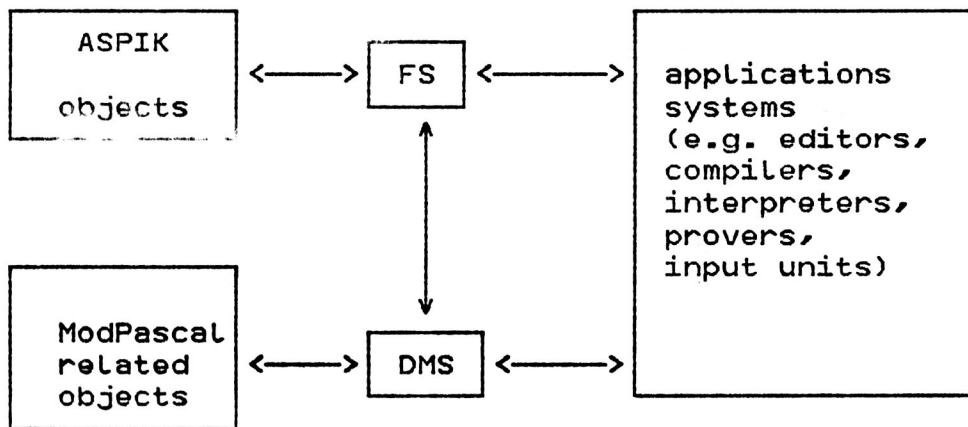 ASPIK
objects
FS
applications
systems
(e.g. editors,
compilers,
interpreters,
provers,
input units)
ModPascal
related
objects
DMS